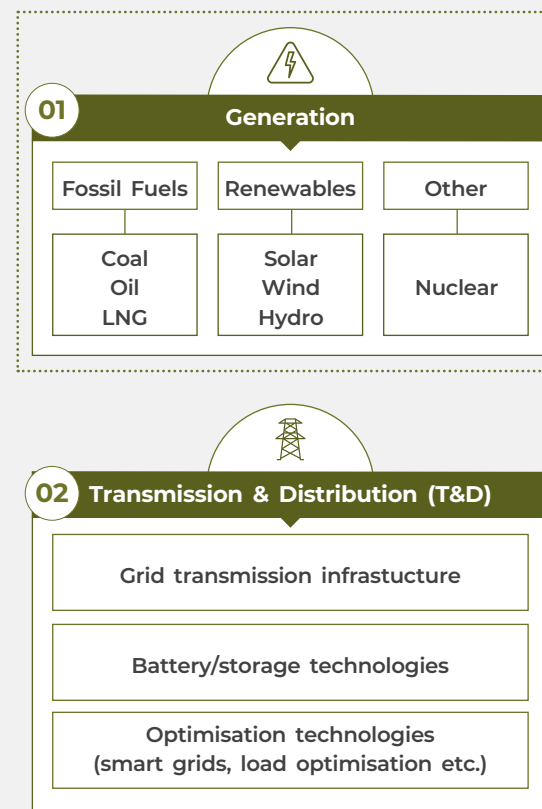 01
Generation
Fossil Fuels
Renewables
Other
Coal
Oil
LNG
Solar
Wind
Hydro
Nuclear
02
Transmission & Distribution (T&D)
Grid transmission infrastucture
Battery/storage technologies
Optimisation technologies
(smart grids, load optimisation etc.)